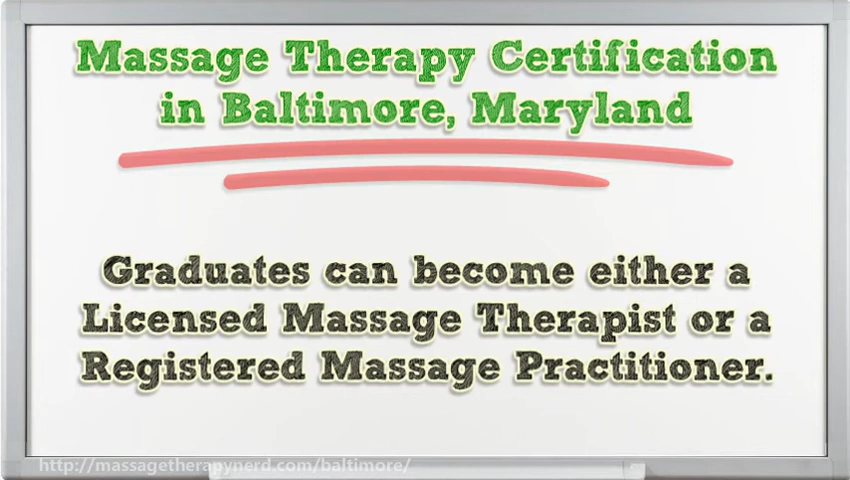 Massage Therapy Certification
in Baltimore, Maryland
Graduates can become either a
Licensed Massage Therapist or a
Registered Massage Practitioner.
http://massagetherapynerd.com/baltimore/